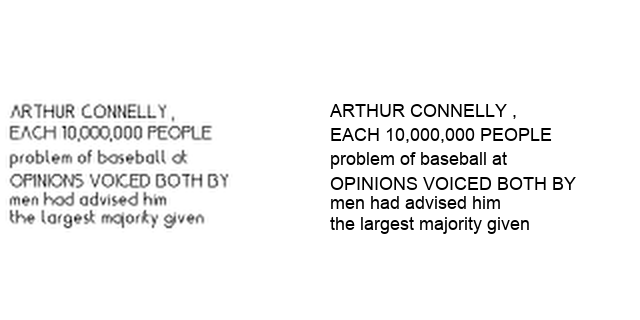 ARTHUR CONNELLY ,
EACH 10,000,000 PEOPLE
problem of baseball at
OPINIONS VOICED BOTH BY
men had advised him
the largest majority given
ARTHUR CONNELLY ,
EACH 10,000,000 PEOPLE
problem of baseball at
OPINIONS VOICED BOTH BY
men had advised him
the largest majority given